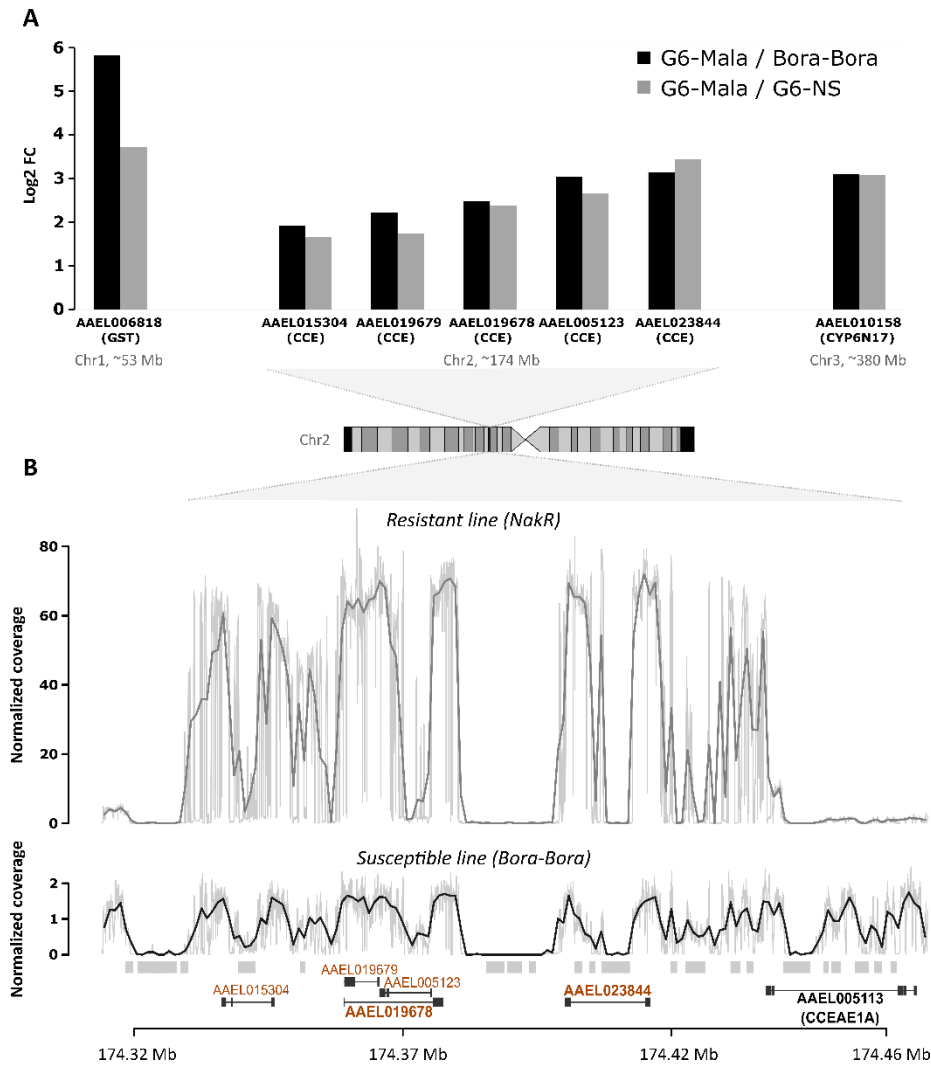 A
6
5
4
3
2
1
0
Log2 FC
G6-Mala / Bora-Bora
G6-Mala / G6-NS
AAEL006818
(GST)
Chr1, ~53 Mb
AAEL015304
(CCE)
AAEL019679
(CCE)
AAEL019678
(CCE)
AAEL005123
(CCE)
AAEL023844
(CCE)
Chr2, ~174 Mb
AAEL010158
(CYP6N17)
Chr3, ~380 Mb
Chr2
B
Resistant line (NakR)
80
60
40
20
0
Normalized coverage
Susceptible line (Bora-Bora)
2
1
0
Normalized coverage
AAEL019679
AAEL015304
AAEL005123
AAEL019678
AAEL023844
AAEL005113
(CCEAE1A)
174.32 Mb
174.37 Mb
174.42 Mb
174.46 Mb